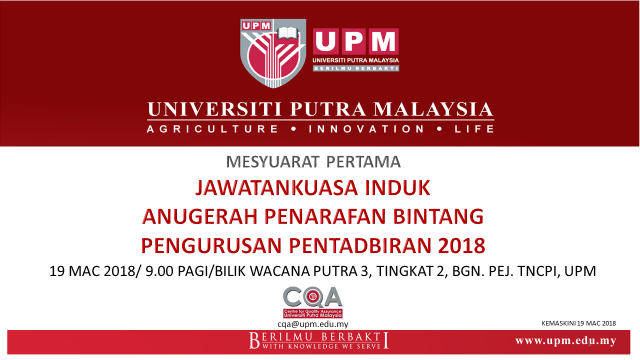 UPM
UPM
UNIVERSITI PUTRA MALAYSIA
BERILMU BERBAKTI
UNIVERSITI PUTRA MALAYSIA
AGRICULTURE • INNOVATION • LIFE
MESYUARAT PERTAMA
JAWATANKUASA INDUK
ANUGERAH PENARAFAN BINTANG
PENGURUSAN PENTADBIRAN 2018
19 MAC 2018/ 9.00 PAGI/BILIK WACANA PUTRA 3, TINGKAT 2, BGN. PEJ. TNCPI, UPM
CQA
Centre for Quality Assurance
Universiti Putra Malaysia
cqa@upm.edu.my
KEMASKINI 19 MAC 2018
BERILMU BERBAKTI
WITH KNOWLEDGE WE SERVE
www.upm.edu.my